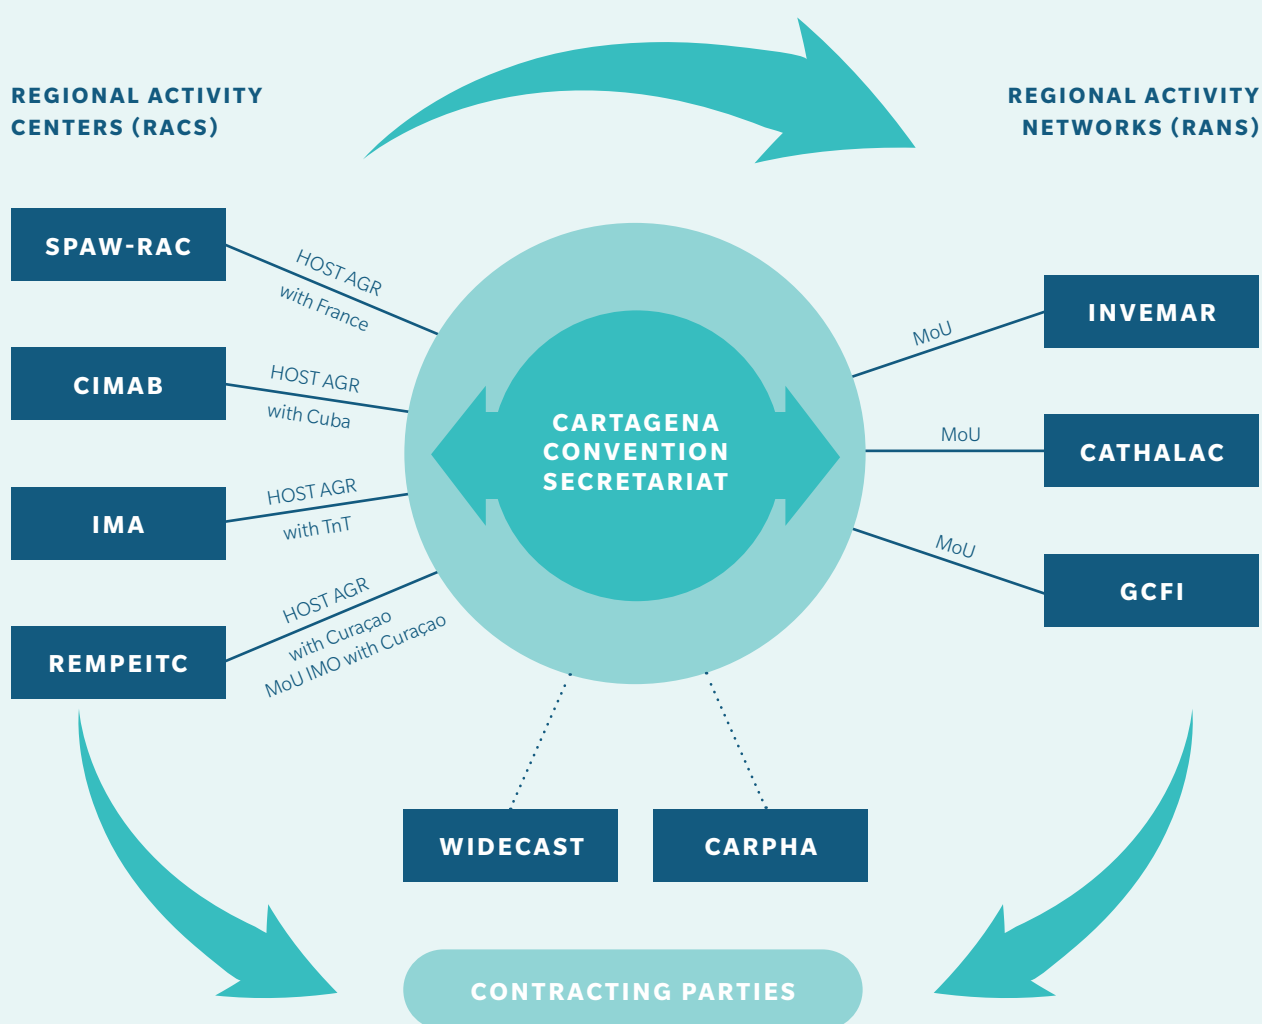 REGIONAL ACTIVITY
CENTERS (RACS)
REGIONAL ACTIVITY
NETWORKS (RANS)
SPAW-RAC
HOST AGR
with France
CIMAB
HOST AGR
with Cuba
IMA
HOST AGR
with TnT
REMPEITC
HOST AGR
with Curaçao
MoU IMO with Curaçao
CARTAGENA
CONVENTION
SECRETARIAT
MoU
INVEMAR
MoU
CATHALAC
MoU
GCFI
WIDECAST
CARPHA
CONTRACTING PARTIES